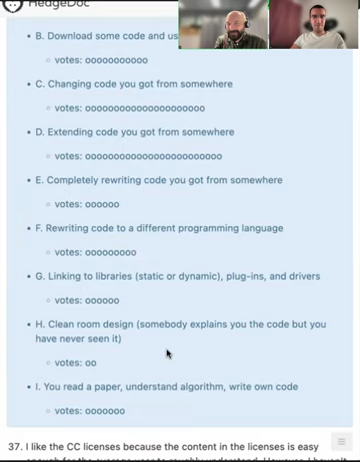 HedgeDoc
• B. Download some code and us
◦ votes: ooooooooooo
• C. Changing code you got from somewhere
◦ votes: ooooooooooooooooooooo
• D. Extending code you got from somewhere
◦ votes: oooooooooooooooooooooooo
• E. Completely rewriting code you got from somewhere
◦ votes: oooooo
• F. Rewriting code to a different programming language
◦ votes: ooooooooo
• G. Linking to libraries (static or dynamic), plug-ins, and drivers
◦ votes: oooooo
• H. Clean room design (somebody explains you the code but you
have never seen it)
◦ votes: oo
• I. You read a paper, understand algorithm, write own code
◦ votes: ooooooo
37. I like the CC licenses because the content in the licenses is easy